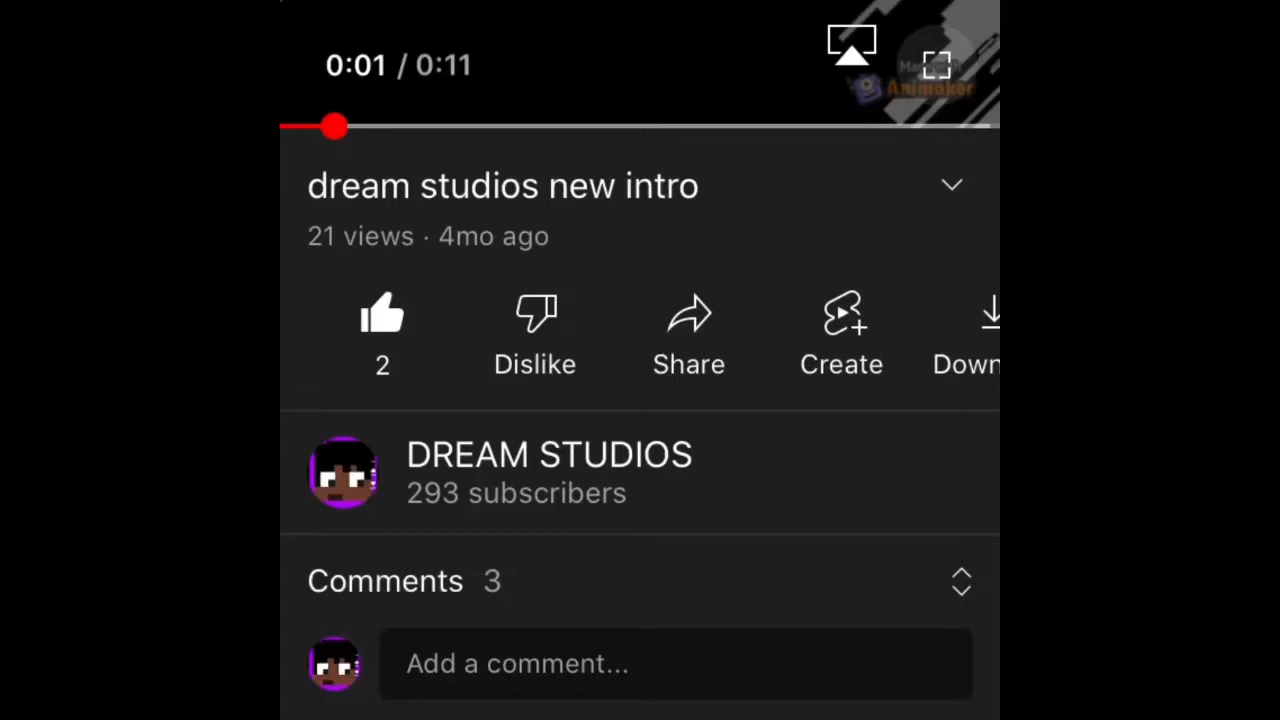 0:01 / 0:11
Animaker
dream studios new intro
21 views · 4mo ago
2
Dislike
Share
Create
Down
DREAM STUDIOS
293 subscribers
Comments 3
Add a comment...